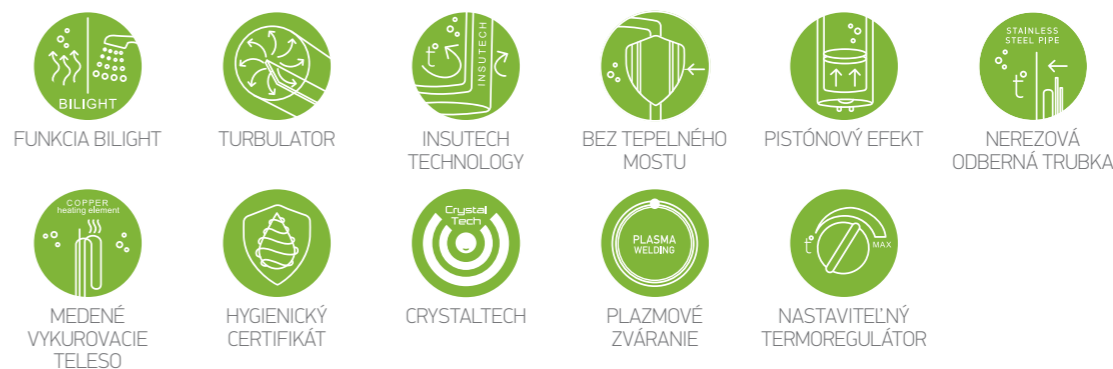 BILIGHT
FUNKCIA BILIGHT
TURBULATOR
t°
INSUTECH
INSUTECH
TECHNOLOGY
BEZ TEPELNÉHO
MOSTU
PISTÓNOVÝ EFEKT
STAINLESS
STEEL PIPE
t°
NEREZOVÁ
ODBERNÁ TRUBKA
COPPER
heating element
MEDENÉ
VYKUROVACIE
TELESO
HYGIENICKÝ
CERTIFIKÁT
Crystal
Tech
CRYSTALTECH
PLASMA
WELDING
PLAZMOVÉ
ZVÁRANIE
t°
MAX
NASTAVITEĽNÝ
TERMOREGULÁTOR